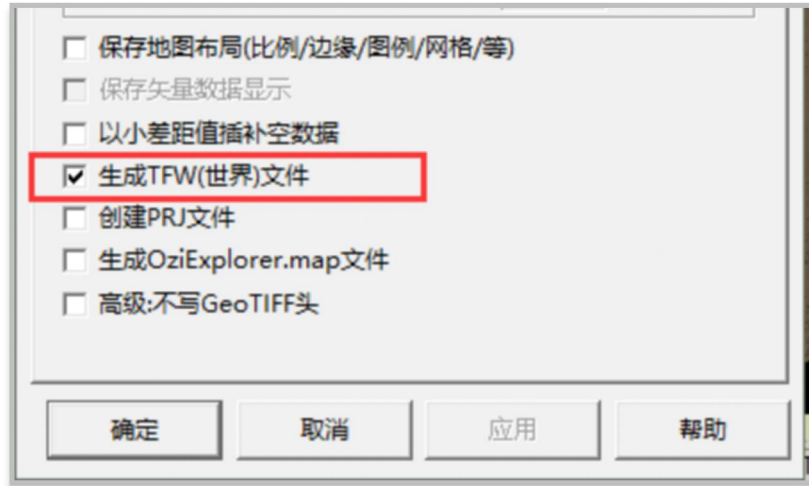 保存地图布局(比例/边缘/图例/网格/等)
保存矢量数据显示
以小差距值插补空数据
生成TFW(世界)文件
创建PRJ文件
生成OziExplorer.map文件
高级:不写GeoTIFF头
确定 取消 应用 帮助